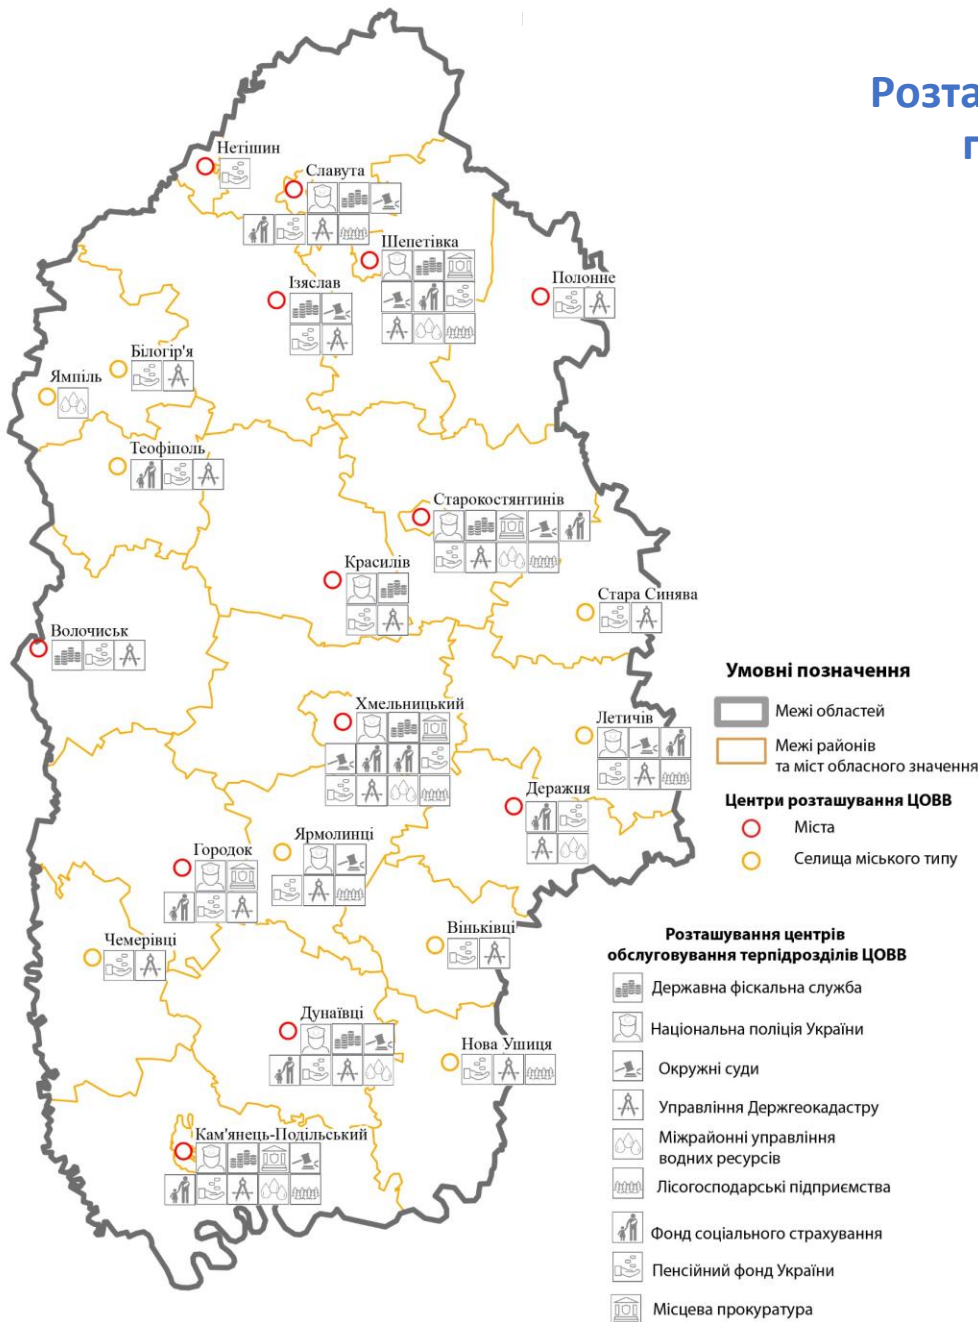 Розта
Нетішин
Славута
Шепетівка
Ізяслав
Полонне
Білогір'я
Ямпіль
Теофіполь
Старокостянтинів
Красилів
Стара Синява
Волочиськ
Хмельницький
Летичів
Деражня
Ярмолинці
Городок
Віньківці
Чемерівці
Дунаївці
Нова Ушиця
Кам'янець-Подільський
Умовні позначення
Межі областей
Межі районів
та міст обласного значення
Центри розташування ЦОВВ
Міста
Селища міського типу
Розташування центрів
обслуговування терпідрозділів ЦОВВ
Державна фіскальна служба
Національна поліція України
Окружні суди
Управління Держгеокадастру
Міжрайонні управління
водних ресурсів
Лісогосподарські підприємства
Фонд соціального страхування
Пенсійний фонд України
Місцева прокуратура